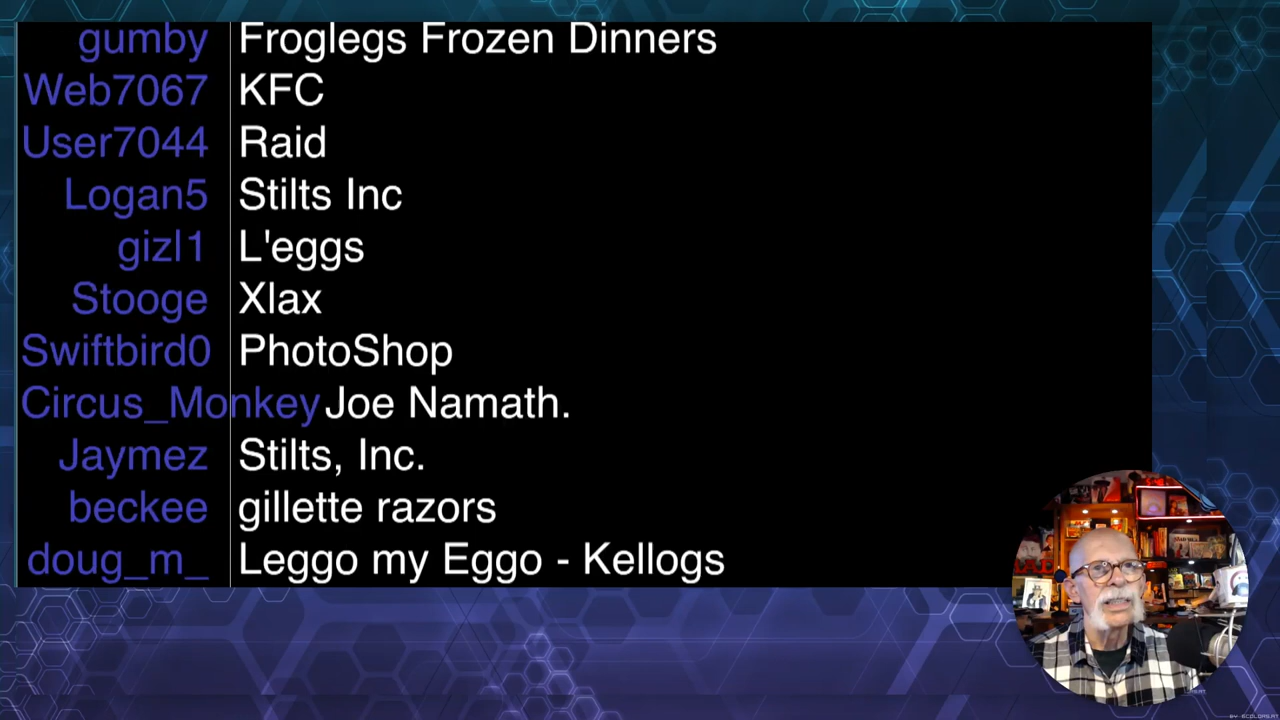 gumby Froglegs Frozen Dinners
Web7067 KFC
User7044 Raid
Logan5 Stilts Inc
gizl1 L'eggs
Stooge Xlax
Swiftbird0 PhotoShop
Circus_Monkey Joe Namath.
Jaymez Stilts, Inc.
beckee gillette razors
doug_m_ Leggo my Eggo - Kellogs